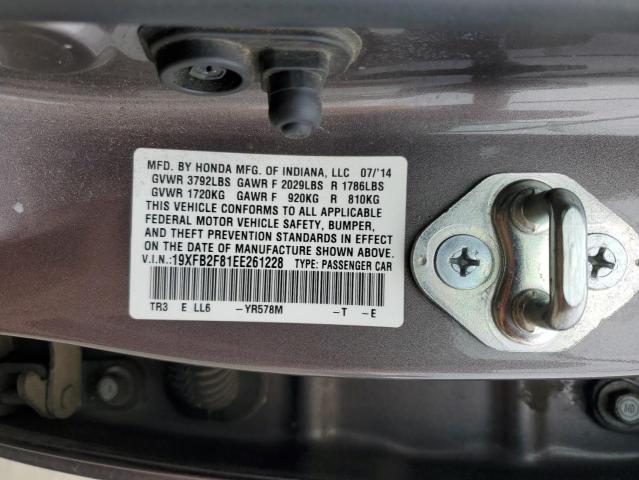 MFD. BY HONDA MFG. OF INDIANA, LLC 07/'14
GVWR 3792LBS GAWR F 2029LBS R 1786LBS
GVWR 1720KG GAWR F 920KG R 810KG
THIS VEHICLE CONFORMS TO ALL APPLICABLE
FEDERAL MOTOR VEHICLE SAFETY, BUMPER,
AND THEFT PREVENTION STANDARDS IN EFFECT
ON THE DATE OF MANUFACTURE SHOWN ABOVE.
V.I.N.:19XFB2F81EE261228 TYPE: PASSENGER CAR
TR3 E LL6 -YR578M -T -E